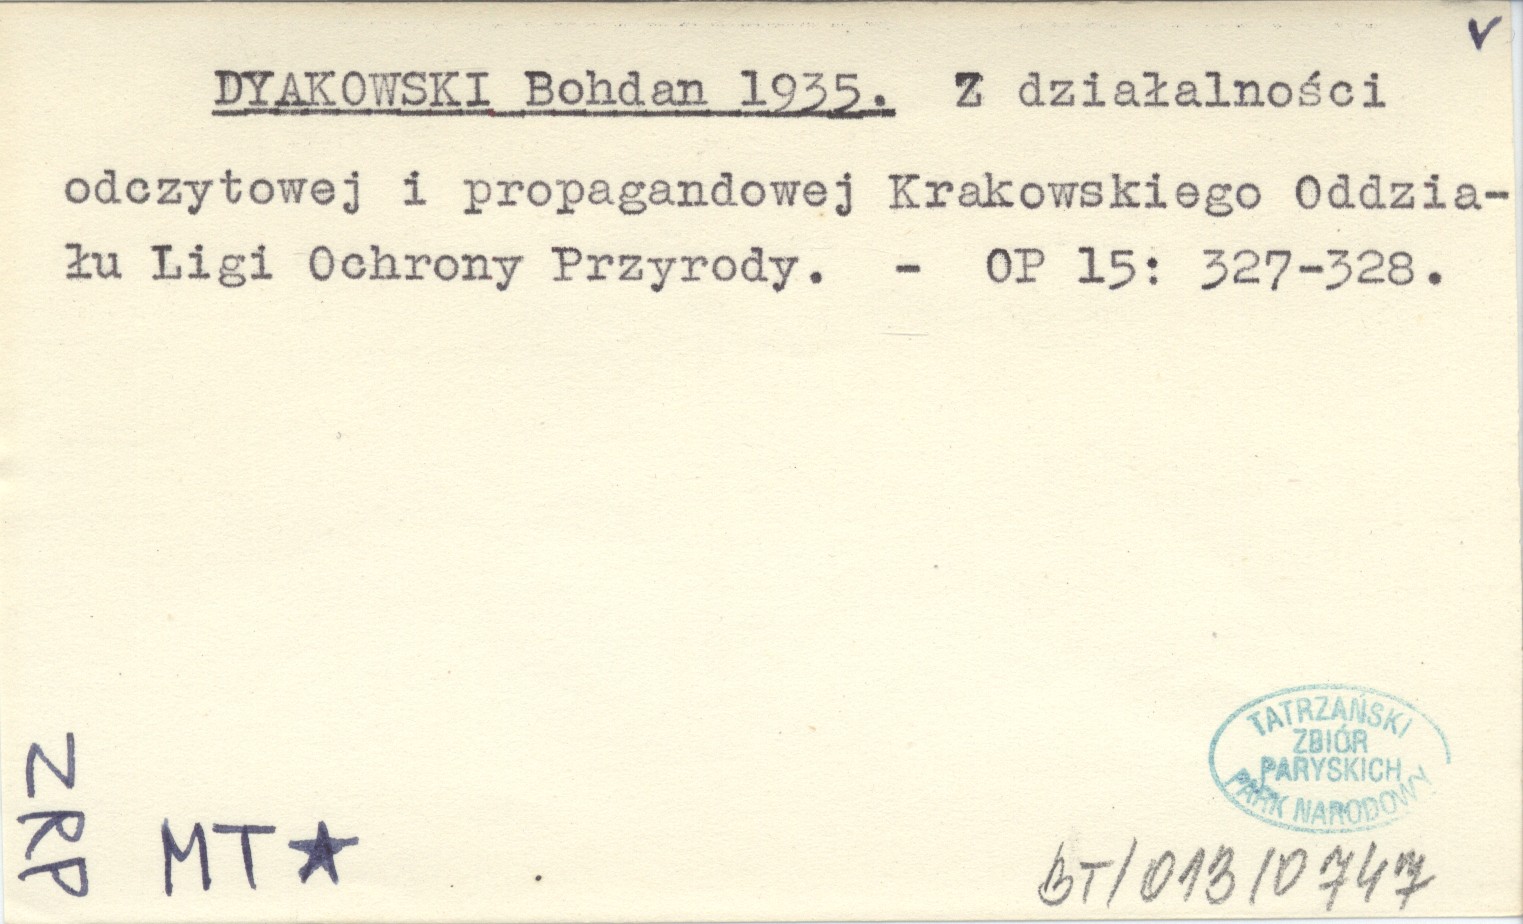 DYAKOWSKI Bohdan 1935. Z działalności
odczytowej i propagandowej Krakowskiego Oddzia-
łu Ligi Ochrony Przyrody. - OP 15: 327-328.
TATRZAŃSKI
ZBIÓR
PARYSKICH
PARK NARODOWY
ZRP
MT★
BT/013/0747